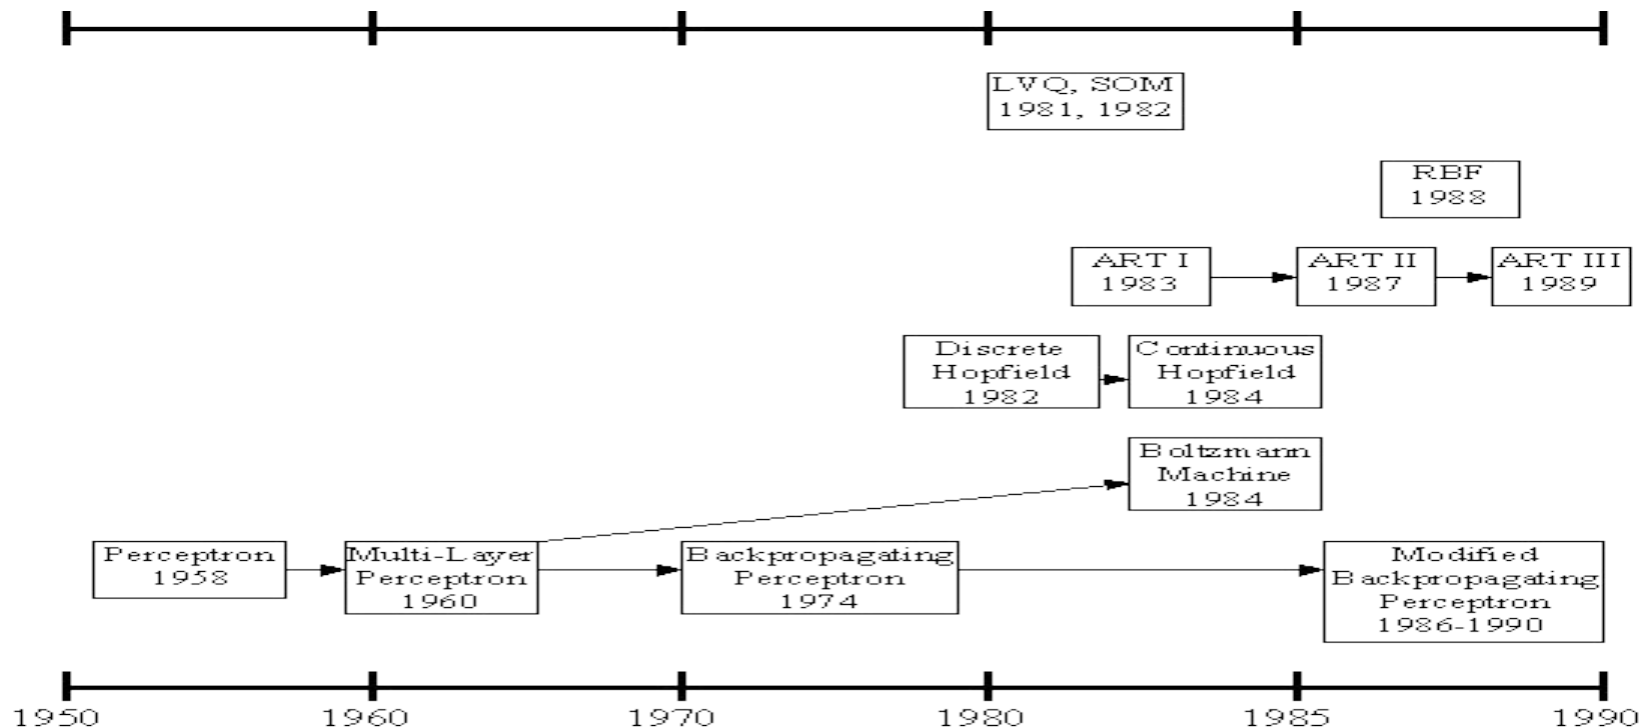 LVQ, SOM
1981, 1982
RBF
1988
ART I
1983
ART II
1987
ART III
1989
Discrete
Hopfield
1982
Continuous
Hopfield
1984
Boltzmann
Machine
1984
Perceptron
1958
Multi-Layer
Perceptron
1960
Backpropagating
Perceptron
1974
Modified
Backpropagating
Perceptron
1986-1990
1950
1960
1970
1980
1985
1990